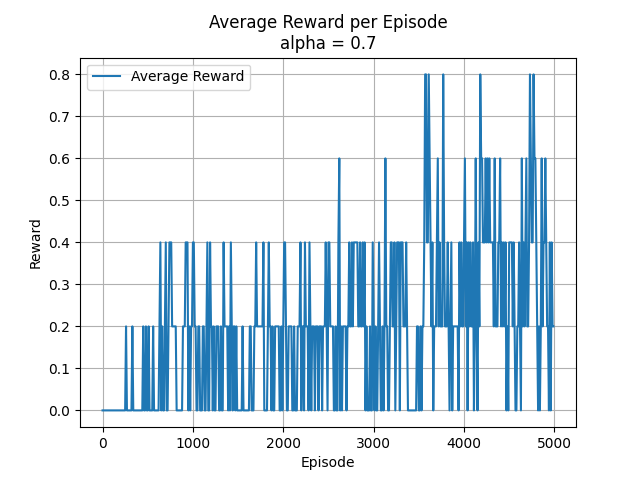 Average Reward per Episode
alpha = 0.7
Average Reward
0.8
0.7
0.6
0.5
0.4
0.3
0.2
0.1
0.0
Reward
0 1000 2000 3000 4000 5000
Episode